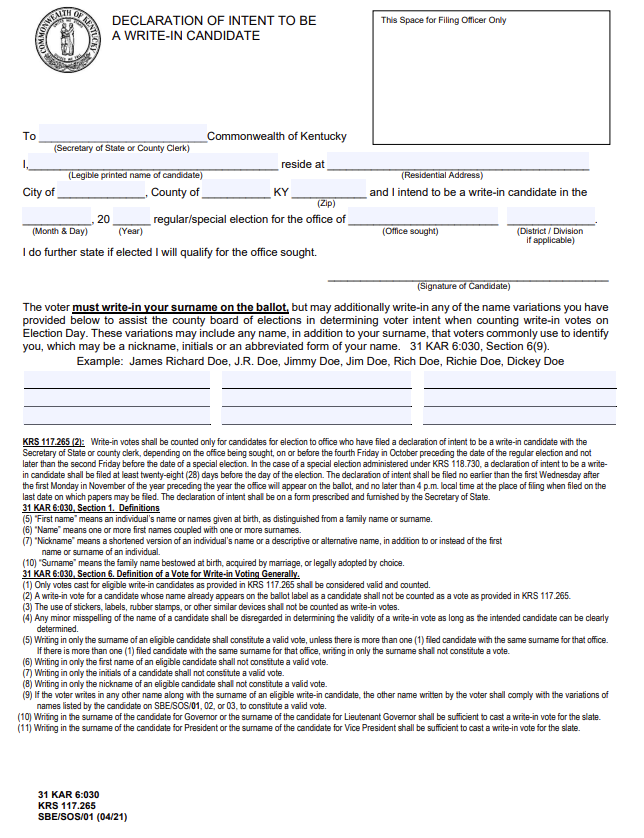 COMMONWEALTH OF KENTUCKY
DECLARATION OF INTENT TO BE
A WRITE-IN CANDIDATE
This Space for Filing Officer Only
To ______________________Commonwealth of Kentucky
(Secretary of State or County Clerk)
I,________________________________ reside at ________________________________
(Legible printed name of candidate) (Residential Address)
City of ___________, County of _________ KY __________ and I intend to be a write-in candidate in the
(Zip)
_________, 20 _____ regular/special election for the office of ___________________ ___________.
(Month & Day) (Year) (Office sought) (District / Division
if applicable)
I do further state if elected I will qualify for the office sought.
(Signature of Candidate)
The voter must write-in your surname on the ballot, but may additionally write-in any of the name variations you have
provided below to assist the county board of elections in determining voter intent when counting write-in votes on
Election Day. These variations may include any name, in addition to your surname, that voters commonly use to identify
you, which may be a nickname, initials or an abbreviated form of your name. 31 KAR 6:030, Section 6(9).
Example: James Richard Doe, J.R. Doe, Jimmy Doe, Jim Doe, Rich Doe, Richie Doe, Dickey Doe
KRS 117.265 (2): Write-in votes shall be counted only for candidates for election to office who have filed a declaration of intent to be a write-in candidate with the
Secretary of State or county clerk, depending on the office being sought, on or before the fourth Friday in October preceding the date of the regular election and not
later than the second Friday before the date of a special election. In the case of a special election administered under KRS 118.730, a declaration of intent to be a write-
in candidate shall be filed at least twenty-eight (28) days before the day of the election. The declaration shall be filed no earlier than the first Wednesday after
the first Monday in November of the year preceding the year the office will appear on the ballot, and no later than 4 p.m. local time at the place of filing when filed on the
last date on which papers may be filed. The declaration of intent shall be on a form prescribed and furnished by the Secretary of State.
31 KAR 6:030, Section 1. Definitions
(5) “First name” means an individual’s name or names given at birth, as distinguished from a family name or surname.
(6) “Name” means one or more first names coupled with one or more surnames.
(7) “Nickname” means a shortened version of an individual’s name or a descriptive or alternative name, in addition to or instead of the first
name or surname of an individual.
(10) “Surname” means the family name bestowed at birth, acquired by marriage, or legally adopted by choice.
31 KAR 6:030, Section 6. Definition of a Vote for Write-in Voting Generally.
(1) Only votes cast for eligible write-in candidates as provided in KRS 117.265 shall be considered valid and counted.
(2) A write-in vote for a candidate whose name already appears on the ballot label as a candidate shall not be counted as a vote as provided in KRS 117.265.
(3) The use of stickers, labels, rubber stamps, or other similar devices shall not be counted as write-in votes.
(4) Any minor misspelling of the name of a candidate shall be disregarded in determining the validity of a write-in vote as long as the intended candidate can be clearly
determined.
(5) Writing in only the surname of an eligible candidate shall constitute a valid vote, unless there is more than one (1) filed candidate with the same surname for that office.
If there is more than one (1) filed candidate with the same surname for that office, writing in only the surname shall not constitute a valid vote.
(6) Writing in only the first name of an eligible candidate shall not constitute a valid vote.
(7) Writing in only the initials of a candidate shall not constitute a valid vote.
(8) Writing in only the nickname of an eligible candidate shall not constitute a valid vote.
(9) If the voter writes in any other name along with the surname of an eligible write-in candidate, the other name written by the voter shall comply with the variations of
names listed by the candidate on SBE/SOS/01, 02, or 03, to constitute a valid vote.
(10) Writing in the surname of the candidate for Governor or the surname of the candidate for Lieutenant Governor shall be sufficient to cast a write-in vote for the slate.
(11) Writing in the surname of the candidate for President or the surname of the candidate for Vice President shall be sufficient to cast a write-in vote for the slate.
31 KAR 6:030
KRS 117.265
SBE/SOS/01 (04/21)